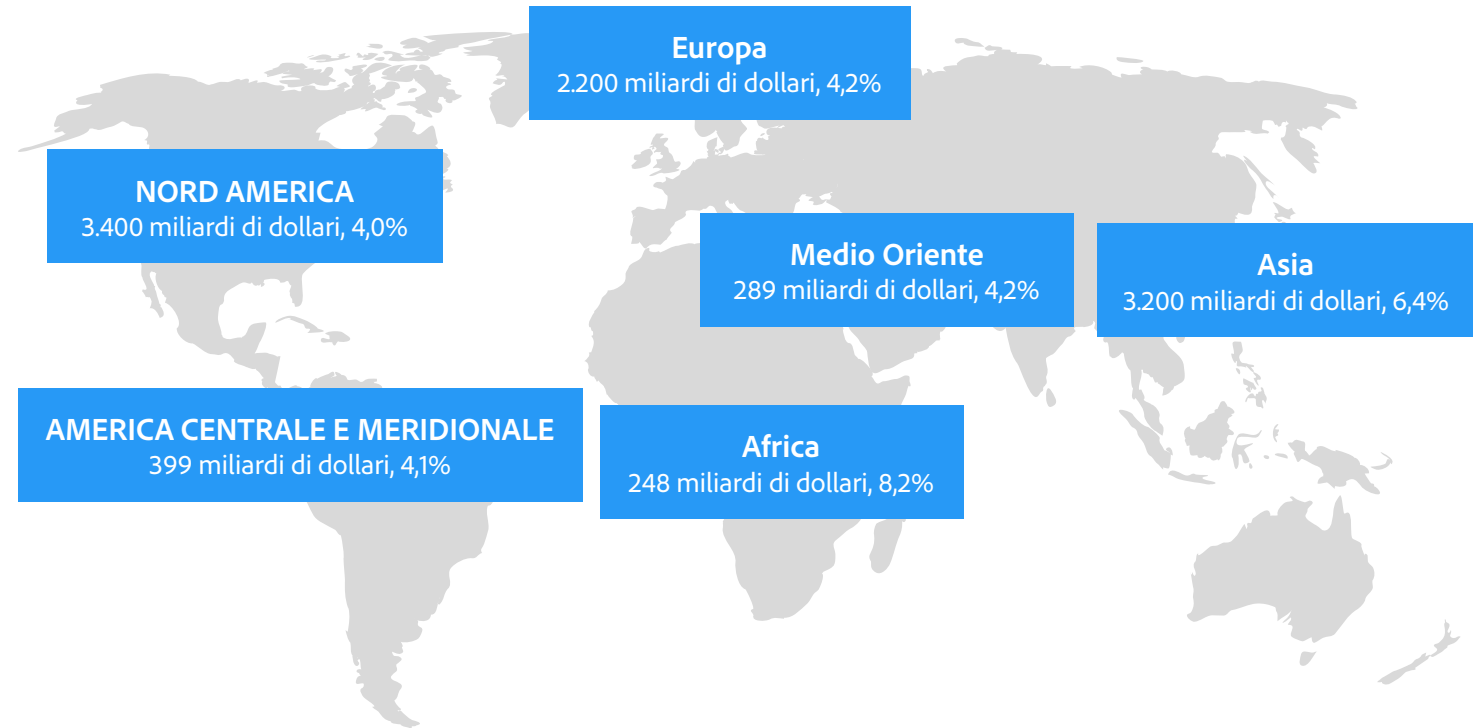 Europa
2.200 miliardi di dollari, 4,2%
NORD AMERICA
3.400 miliardi di dollari, 4,0%
Medio Oriente
289 miliardi di dollari, 4,2%
Asia
3.200 miliardi di dollari, 6,4%
AMERICA CENTRALE E MERIDIONALE
399 miliardi di dollari, 4,1%
Africa
248 miliardi di dollari, 8,2%